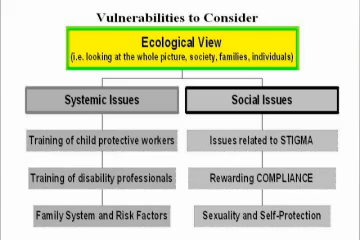 Vulnerabilities to Consider
Ecological View
(i.e. looking at the whole picture, society, families, individuals)
Systemic Issues
Social Issues
Training of child protective workers
Issues related to STIGMA
Training of disability professionals
Rewarding COMPLIANCE
Family System and Risk Factors
Sexuality and Self-Protection